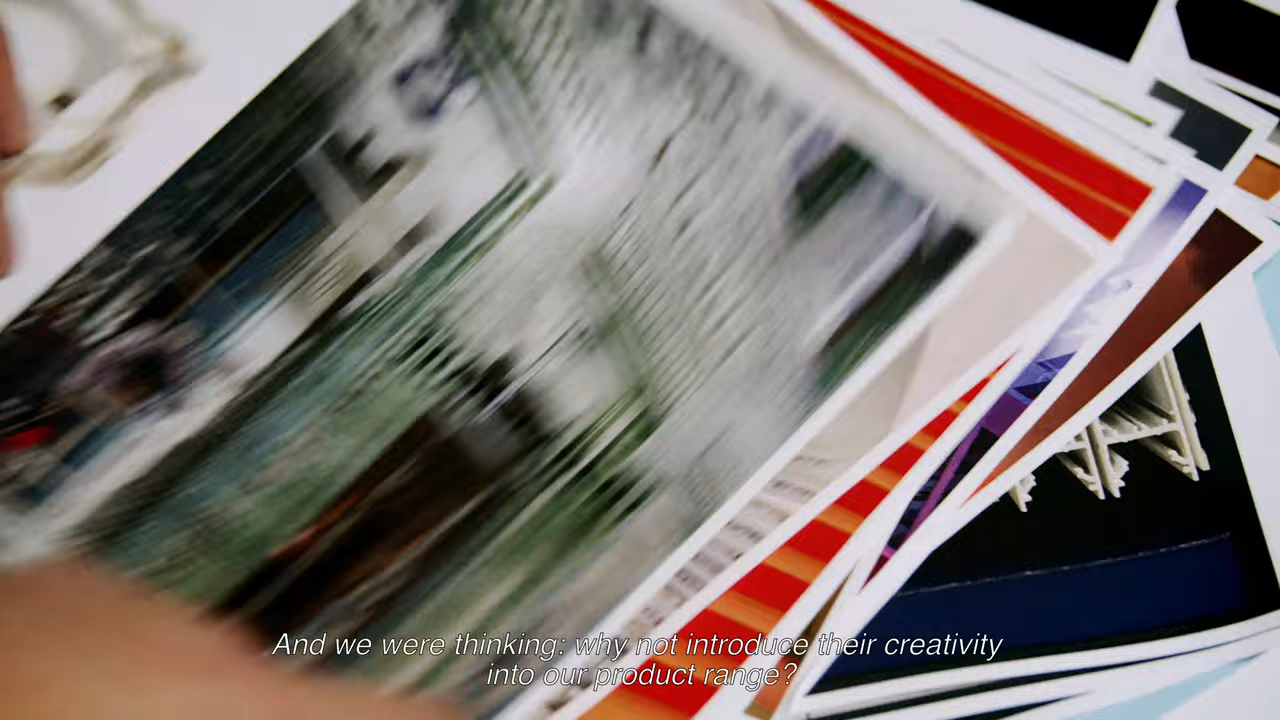 And we were thinking: why not introduce their creativity
into our product range?